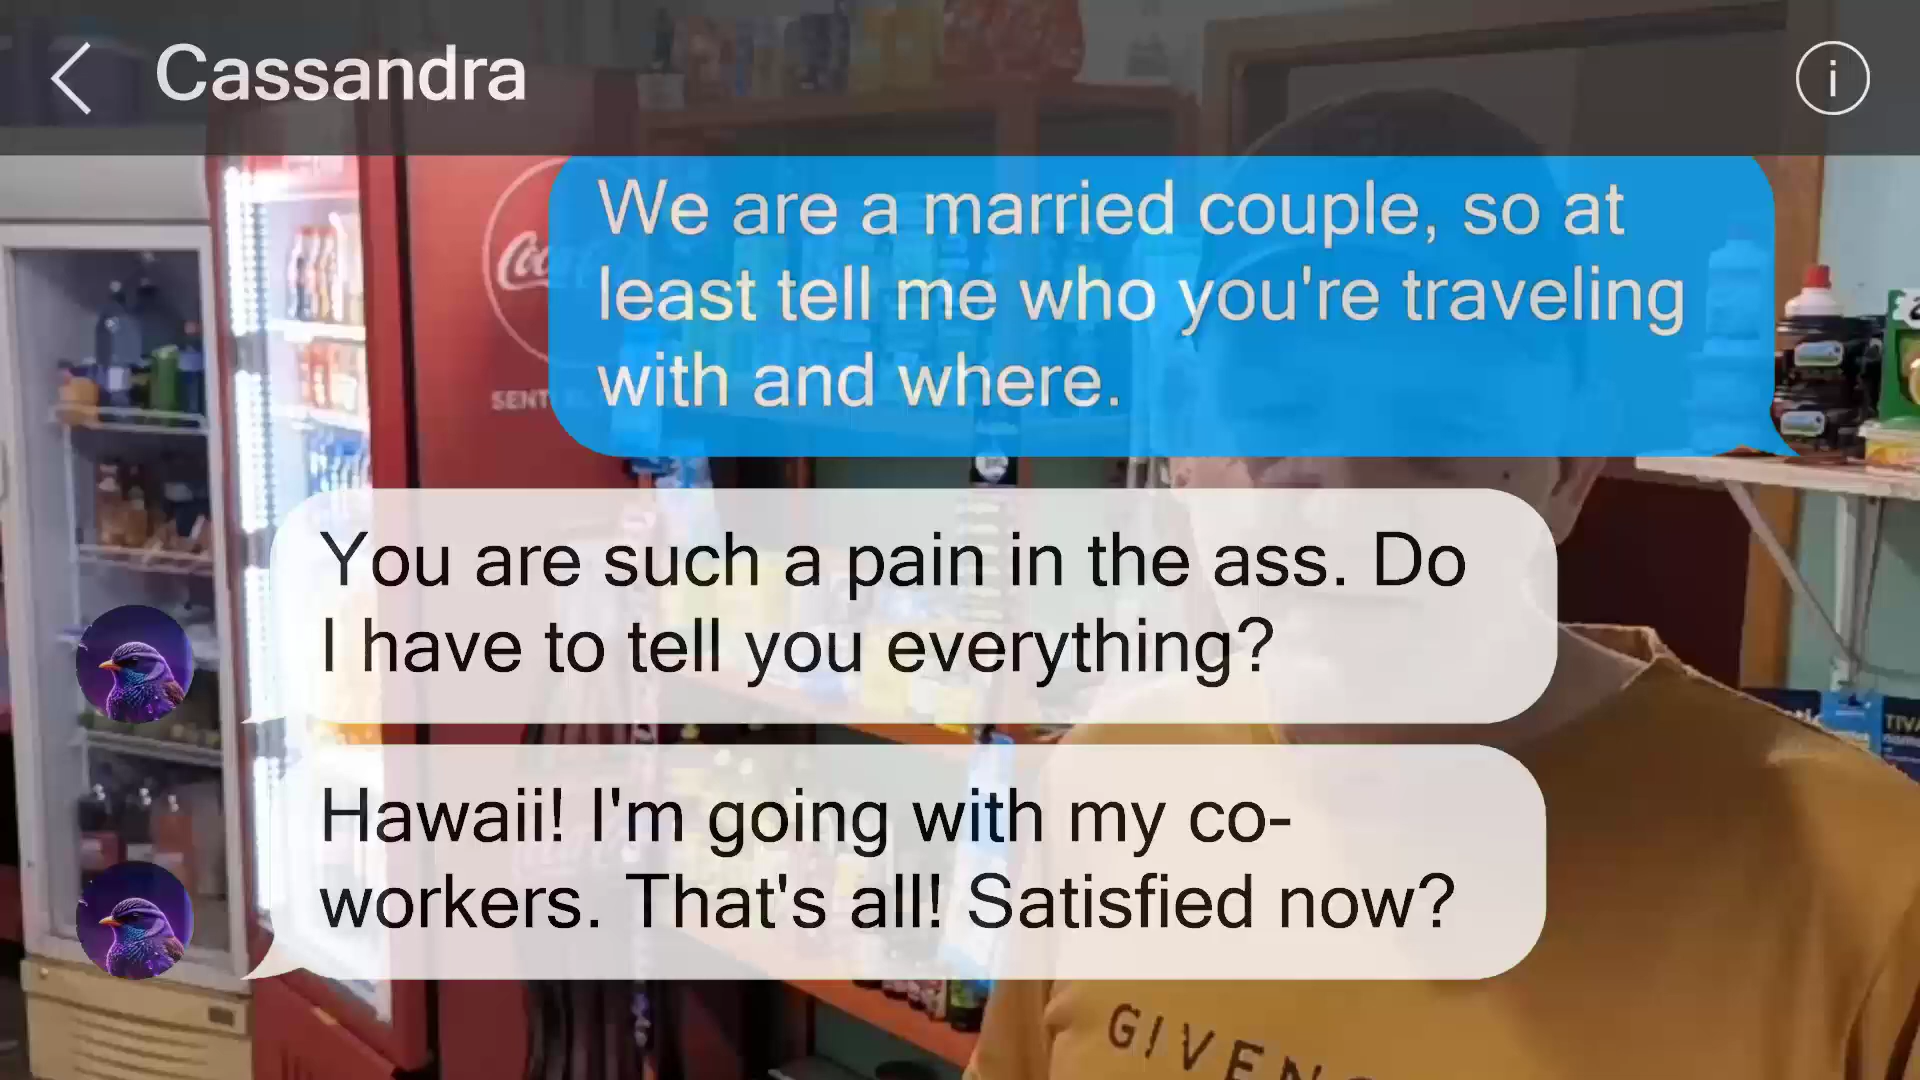 Cassandra
We are a married couple, so at
least tell me who you're traveling
with and where.
You are such a pain in the ass. Do
I have to tell you everything?
Hawaii! I'm going with my co-
workers. That's all! Satisfied now?